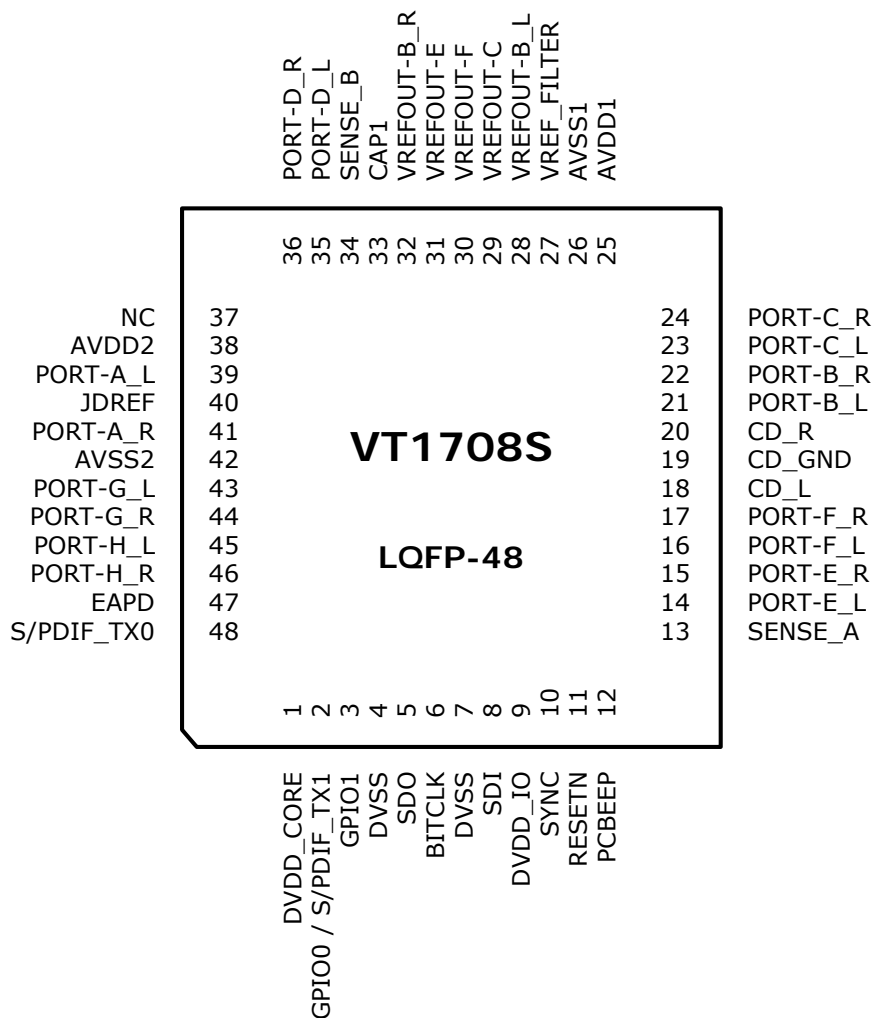 PORT-D_R
PORT-D_L
SENSE_B
CAP1
VREFOUT-B_R
VREFOUT-E
VREFOUT-F
VREFOUT-C
VREFOUT-B_L
VREF_FILTER
AVSS1
AVDD1
36
35
34
33
32
31
30
29
28
27
26
25
NC 37
AVDD2 38
PORT-A_L 39
JDREF 40
PORT-A_R 41
AVSS2 42
PORT-G_L 43
PORT-G_R 44
PORT-H_L 45
PORT-H_R 46
EAPD 47
S/PDIF_TX0 48
VT1708S
LQFP-48
24 PORT-C_R
23 PORT-C_L
22 PORT-B_R
21 PORT-B_L
20 CD_R
19 CD_GND
18 CD_L
17 PORT-F_R
16 PORT-F_L
15 PORT-E_R
14 PORT-E_L
13 SENSE_A
1
2
3
4
5
6
7
8
9
10
11
12
DVDD_CORE
GPIO0 / S/PDIF_TX1
GPIO1
DVSS
SDO
BITCLK
DVSS
SDI
DVDD_IO
SYNC
RESETN
PCBEEP